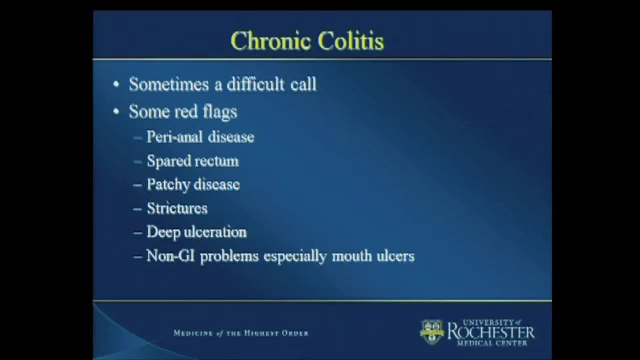 Chronic Colitis
• Sometimes a difficult call
• Some red flags
– Peri-anal disease
– Spared rectum
– Patchy disease
– Strictures
– Deep ulceration
– Non-GI problems especially mouth ulcers
MEDICINE of the HIGHEST ORDER
UNIVERSITY of
ROCHESTER
MEDICAL CENTER